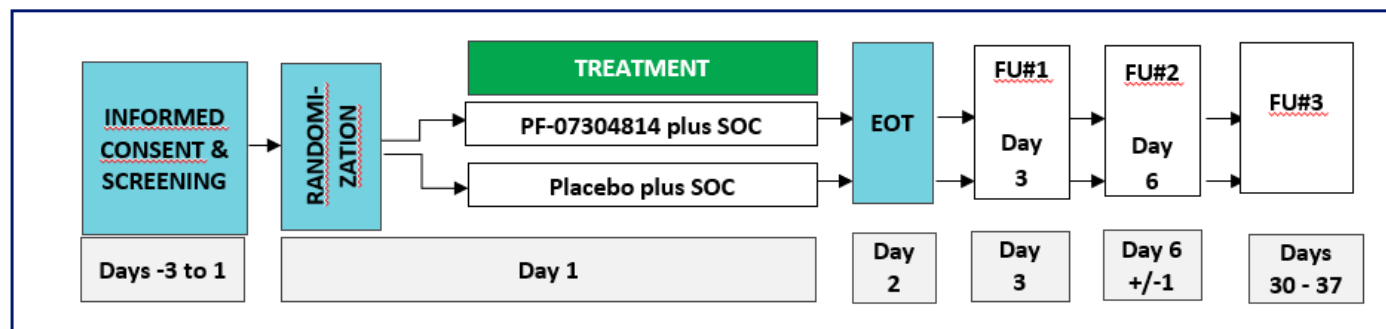 INFORMED
CONSENT &
SCREENING
RANDOMI-
ZATION
TREATMENT
PF-07304814 plus SOC
Placebo plus SOC
EOT
FU#1
Day
3
FU#2
Day
6
FU#3
Days -3 to 1
Day 1
Day
2
Day
3
Day 6
+/-1
Days
30 - 37